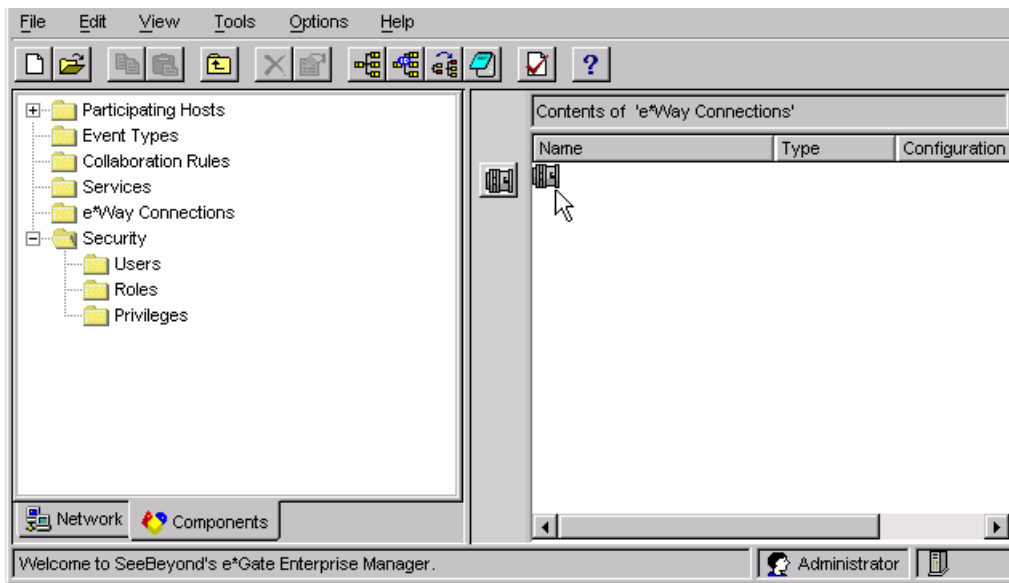 File Edit View Tools Options Help
?
Participating Hosts
Event Types
Collaboration Rules
Services
e*Way Connections
Security
Users
Roles
Privileges
Contents of 'e*Way Connections'
Name Type Configuration
Network Components
Welcome to SeeBeyond's e*Gate Enterprise Manager. Administrator